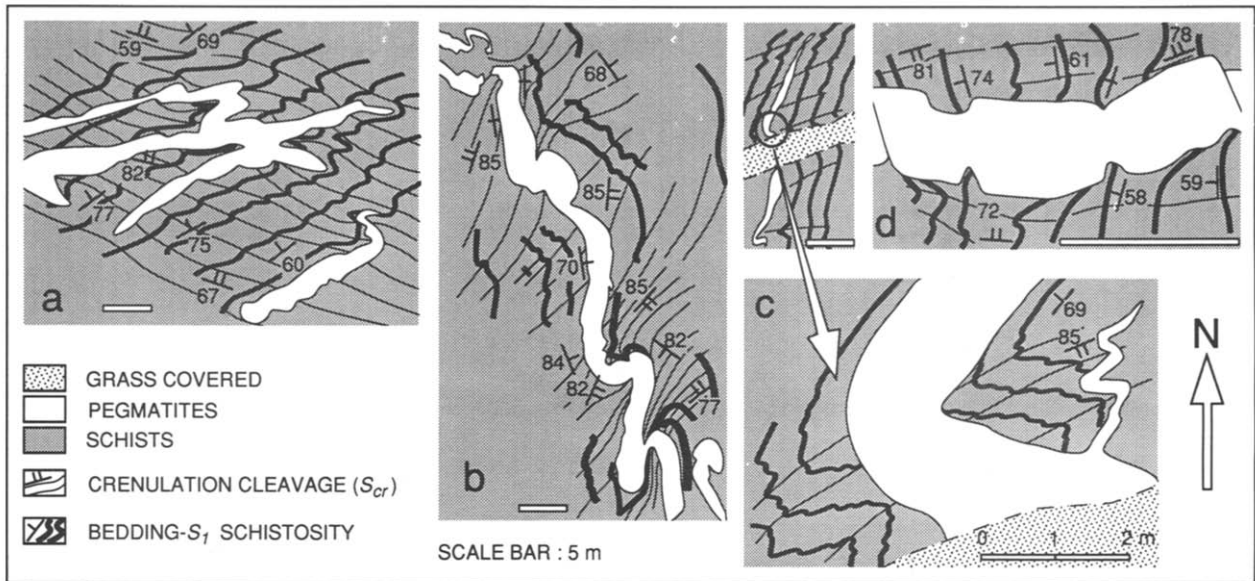 59
69
82
77
75
60
67
a
68
85
85
70
85
84
82
82
77
b
SCALE BAR : 5 m
78
81
74
61
d
72
58
59
c
69
85
0 1 2 m
N
GRASS COVERED
PEGMATITES
SCHISTS
CRENULATION CLEAVAGE (Scr)
BEDDING-S1 SCHISTOSITY